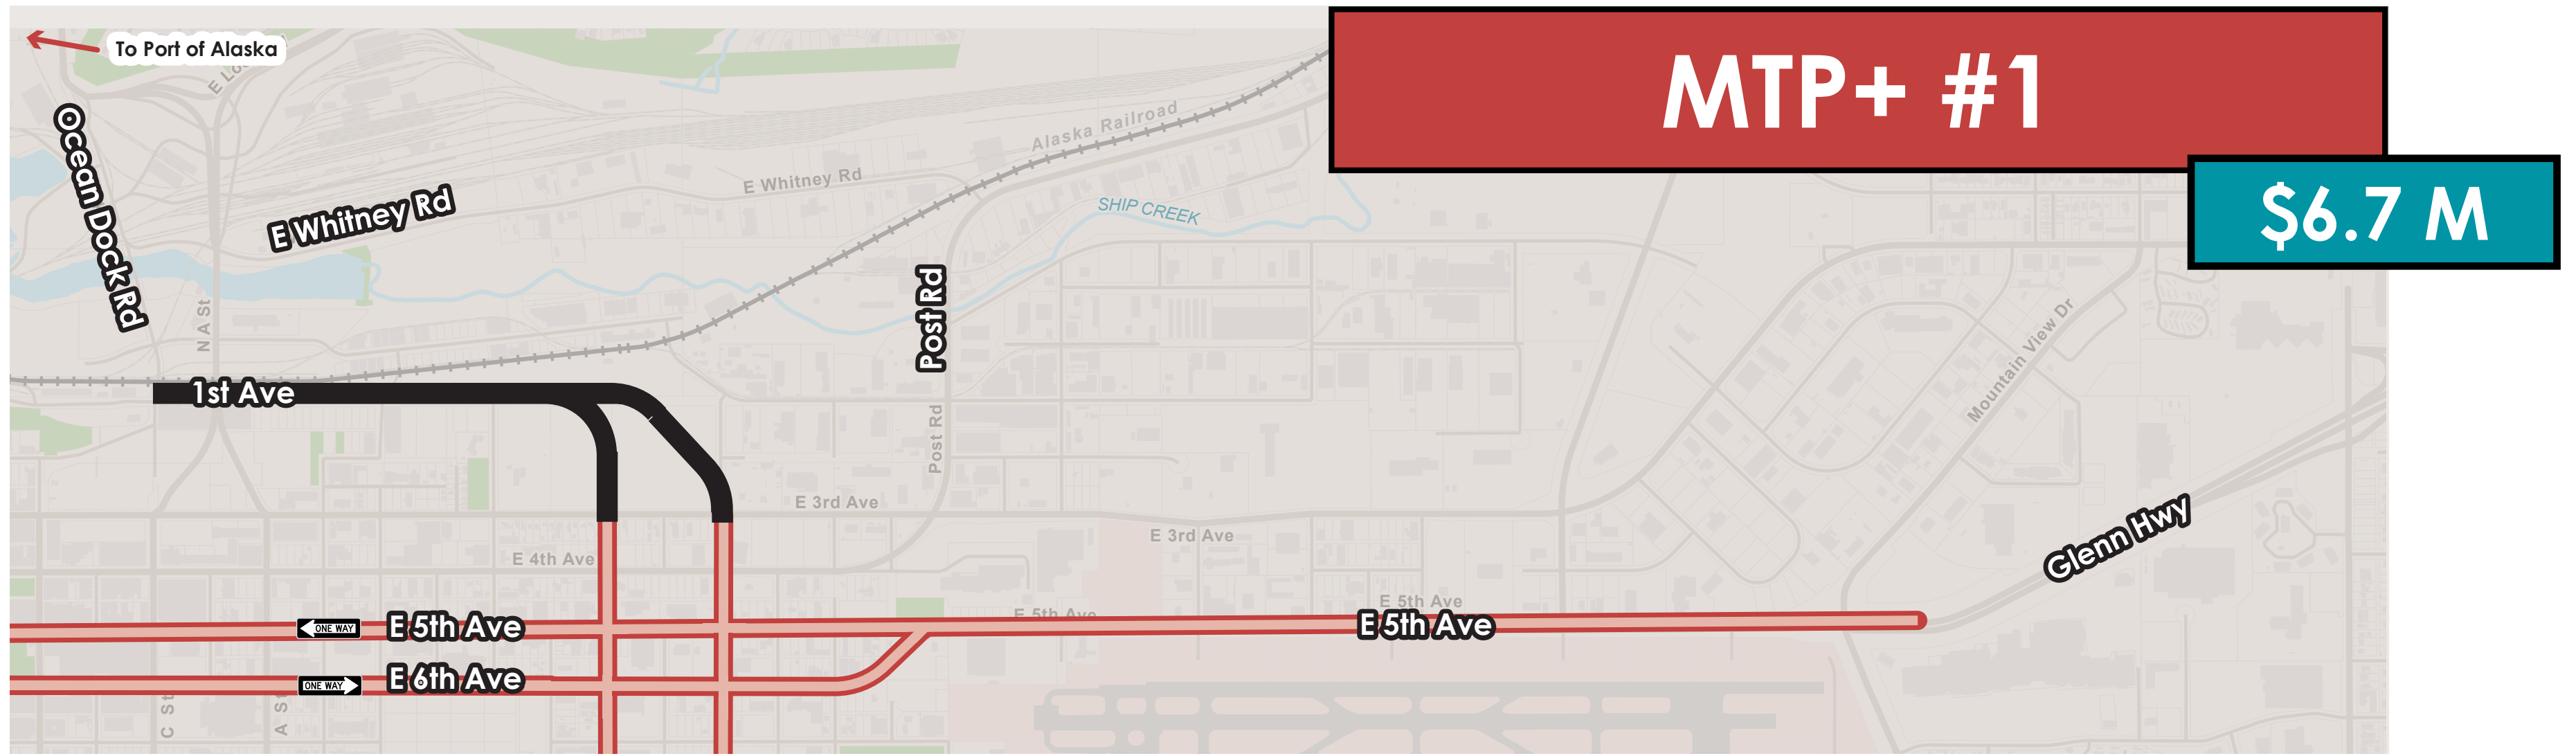 To Port of Alaska
MTP+ #1
$6.7 M
E Lo
Ocean Dock Rd
E Whitney Rd
E Whitney Rd
Alaska Railroad
SHIP CREEK
Post Rd
N A St
1st Ave
Post Rd
Mountain View Dr
E 3rd Ave
E 3rd Ave
E 4th Ave
Glenn Hwy
E 5th Ave
E 5th Ave
ONE WAY
E 5th Ave
E 5th Ave
ONE WAY
E 6th Ave
C St
A St